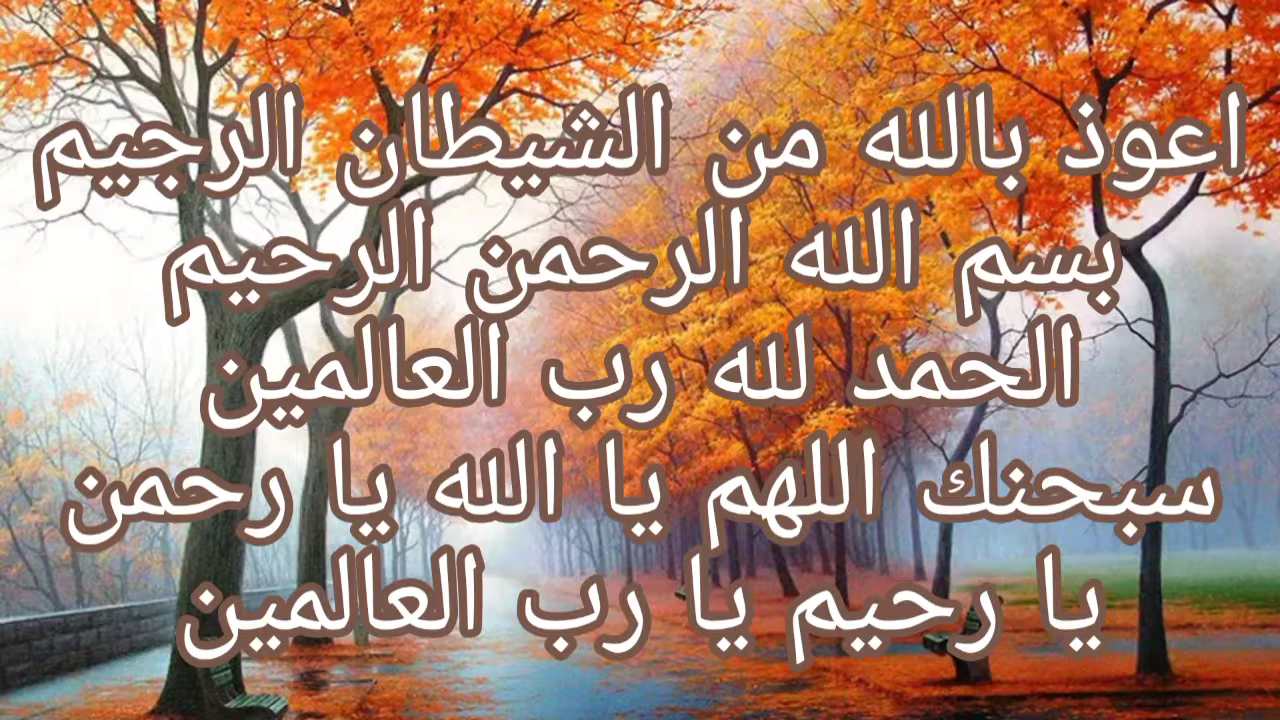 اعوذ بالله من الشيطان الرجيم
بسم الله الرحمن الرحيم
الحمد لله رب العالمين
سبحنك اللهم يا الله يا رحمن
يا رحيم يا رب العالمين